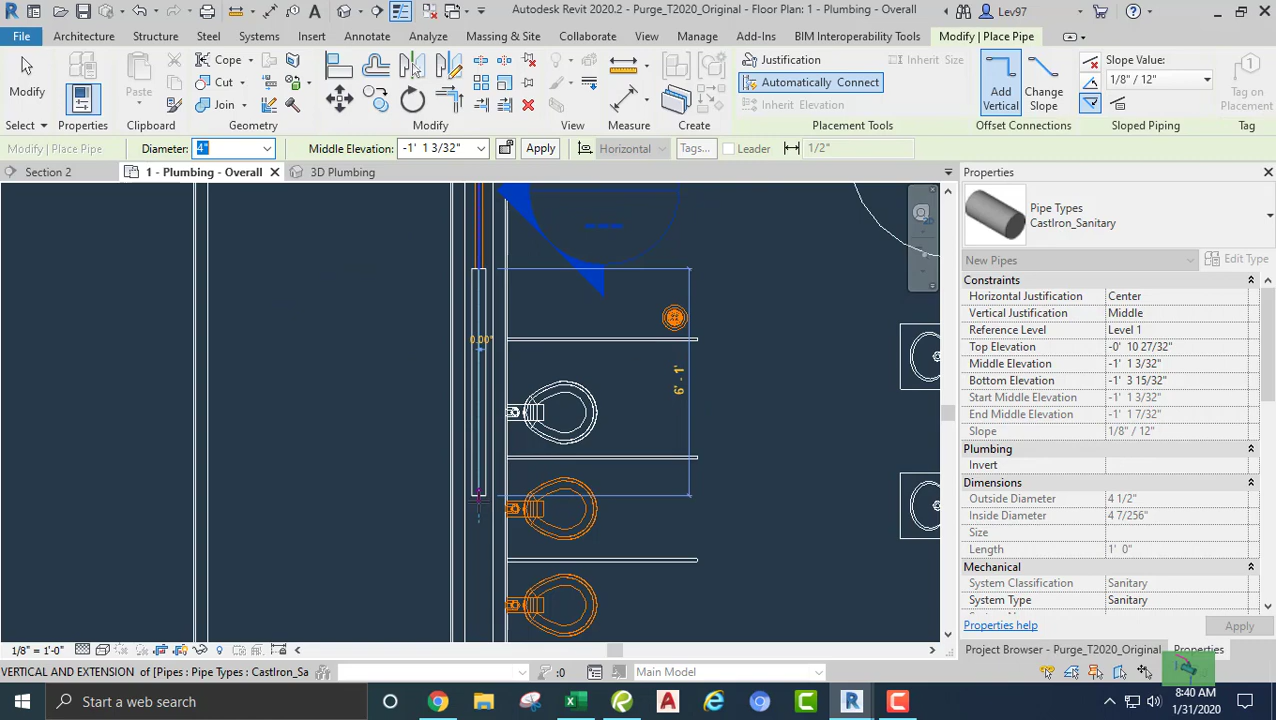 Autodesk Revit 2020.2 - Purge_T2020_Original - Floor Plan: 1 - Plumbing - Overall
Lev97
File
Architecture
Structure
Steel
Systems
Insert
Annotate
Analyze
Massing & Site
Collaborate
View
Manage
Add-Ins
BIM Interoperability Tools
Modify | Place Pipe
Modify
Paste
Cope
Cut
Join
Justification
Automatically Connect
Inherit Elevation
Inherit Size
Add
Vertical
Change
Slope
Slope Value:
1/8" / 12"
Tag on
Placement
Select
Properties
Clipboard
Geometry
Modify
View
Measure
Create
Placement Tools
Offset Connections
Sloped Piping
Tag
Modify | Place Pipe
Diameter:
4"
Middle Elevation:
-1' 1 3/32"
Apply
Horizontal
Tags...
Leader
1/2"
Section 2
1 - Plumbing - Overall
3D Plumbing
Properties
Pipe Types
CastIron_Sanitary
New Pipes
Edit Type
Constraints
Horizontal Justification Center
Vertical Justification Middle
Reference Level Level 1
Top Elevation -0' 10 27/32"
Middle Elevation -1' 1 3/32"
Bottom Elevation -1' 3 15/32"
Start Middle Elevation -1' 1 3/32"
End Middle Elevation -1' 1 7/32"
Slope 1/8" / 12"
Plumbing
Invert
Dimensions
Outside Diameter 4 1/2"
Inside Diameter 4 7/256"
Size
Length 1' 0"
Mechanical
System Classification Sanitary
System Type Sanitary
Properties help
Apply
0.00"
6' - 1"
1/8" = 1'-0"
Project Browser - Purge_T2020_Original
Properties
VERTICAL AND EXTENSION of [Pipes : Pipe Types : CastIron_Sa
:0
Main Model
Start a web search
8:40 AM
1/31/2020